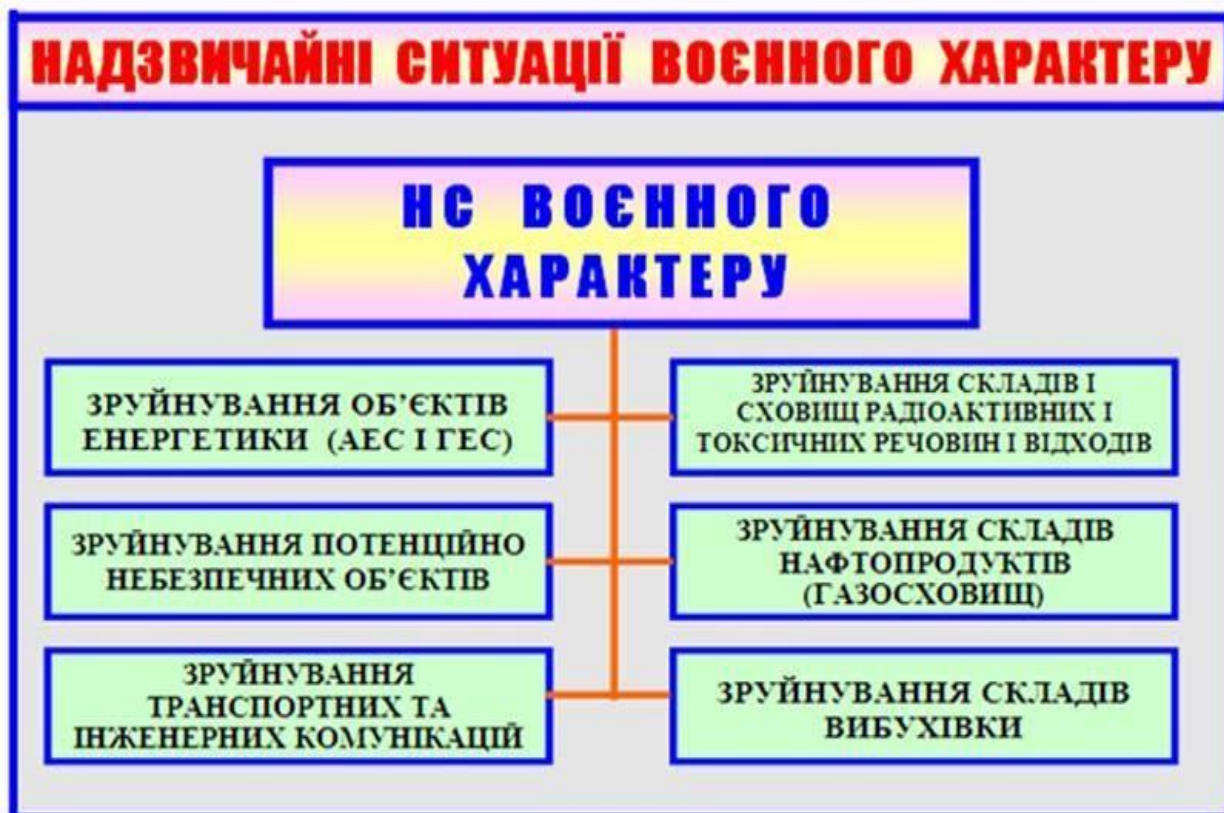 НАДЗВИЧАЙНІ СИТУАЦІЇ ВОЄННОГО ХАРАКТЕРУ
НС ВОЄННОГО
ХАРАКТЕРУ
ЗРУЙНУВАННЯ ОБ’ЄКТІВ
ЕНЕРГЕТИКИ (АЕС І ГЕС)
ЗРУЙНУВАННЯ СКЛАДІВ І
СХОВИЩ РАДІОАКТИВНИХ І
ТОКСИЧНИХ РЕЧОВИН І ВІДХОДІВ
ЗРУЙНУВАННЯ ПОТЕНЦІЙНО
НЕБЕЗПЕЧНИХ ОБ’ЄКТІВ
ЗРУЙНУВАННЯ СКЛАДІВ
НАФТОПРОДУКТІВ
(ГАЗОСХОВИЩ)
ЗРУЙНУВАННЯ
ТРАНСПОРТНИХ ТА
ІНЖЕНЕРНИХ КОМУНІКАЦІЙ
ЗРУЙНУВАННЯ СКЛАДІВ
ВИБУХІВКИ